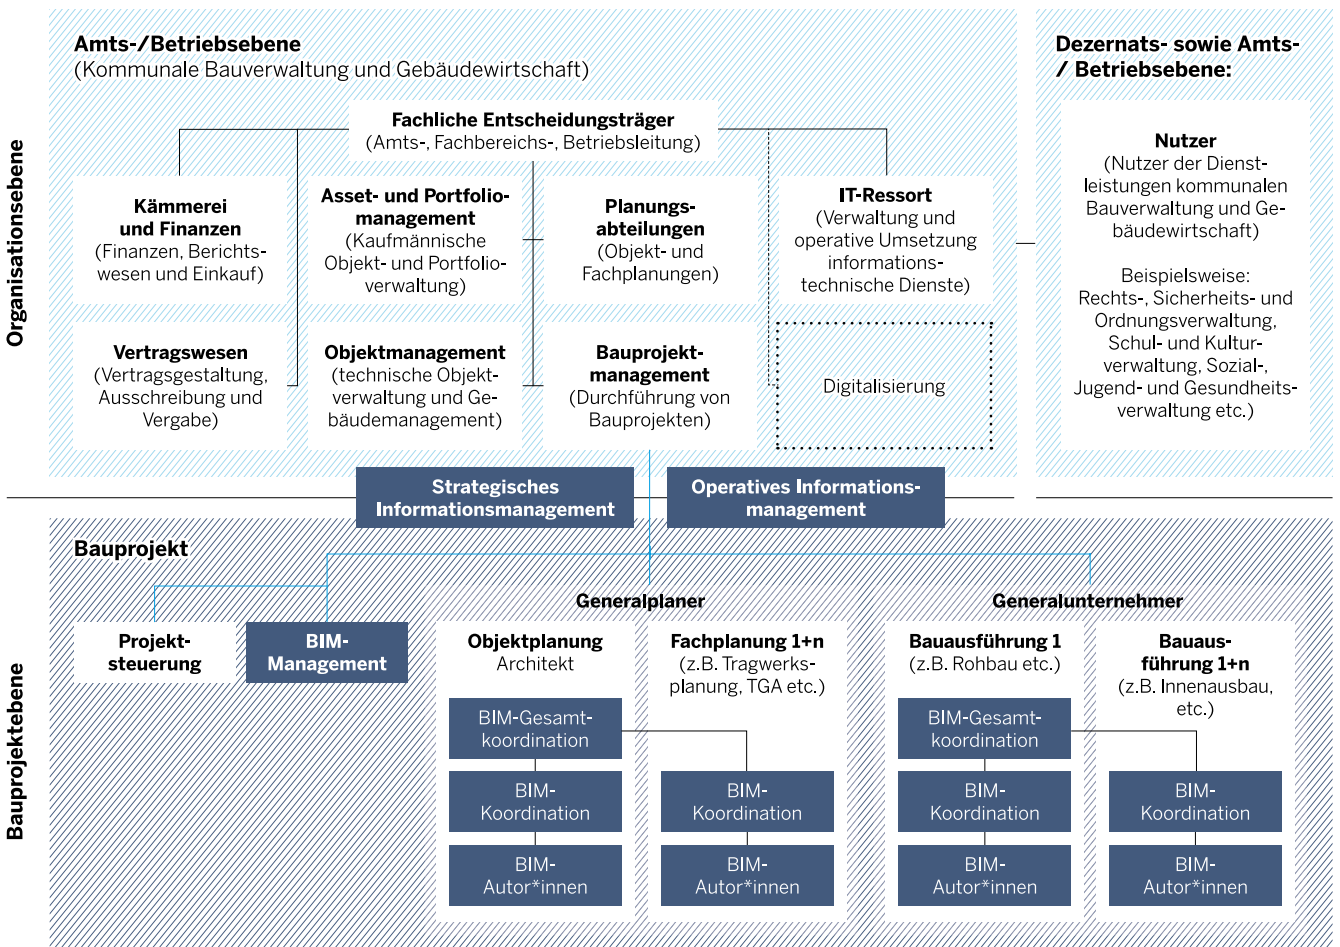 Organisationsebene
Amts-/Betriebsebene
(Kommunale Bauverwaltung und Gebäudewirtschaft)
Fachliche Entscheidungsträger
(Amts-, Fachbereichs-, Betriebsleitung)
Kämmerei
und Finanzen
(Finanzen, Berichts-
wesen und Einkauf)
Asset- und Portfolio-
management
(Kaufmännische
Objekt- und Portfolio-
verwaltung)
Planungs-
abteilungen
(Objekt- und
Fachplanungen)
IT-Ressort
(Verwaltung und
operative Umsetzung
informations-
technische Dienste)
Vertragswesen
(Vertragsgestaltung,
Ausschreibung und
Vergabe)
Objektmanagement
(technische Objekt-
verwaltung und Ge-
bäudemanagement)
Bauprojekt-
management
(Durchführung von
Bauprojekten)
Digitalisierung
Dezernats- sowie Amts-
/ Betriebsebene:
Nutzer
(Nutzer der Dienst-
leistungen kommunalen
Bauverwaltung und Ge-
bäudewirtschaft)
Beispielsweise:
Rechts-, Sicherheits- und
Ordnungsverwaltung,
Schul- und Kultur-
verwaltung, Sozial-,
Jugend- und Gesundheits-
verwaltung etc.)
Strategisches
Informationsmanagement
Operatives Informations-
management
Bauprojektebene
Bauprojekt
Projekt-
steuerung
BIM-
Management
Generalplaner
Objektplanung
Architekt
BIM-Gesamt-
koordination
BIM-
Koordination
BIM-
Autor*innen
Fachplanung 1+n
(z.B. Tragwerks-
planung, TGA etc.)
BIM-
Koordination
BIM-
Autor*innen
Generalunternehmer
Bauausführung 1
(z.B. Rohbau etc.)
BIM-Gesamt-
koordination
BIM-
Koordination
BIM-
Autor*innen
Bauaus-
führung 1+n
(z.B. Innenausbau,
etc.)
BIM-
Koordination
BIM-
Autor*innen